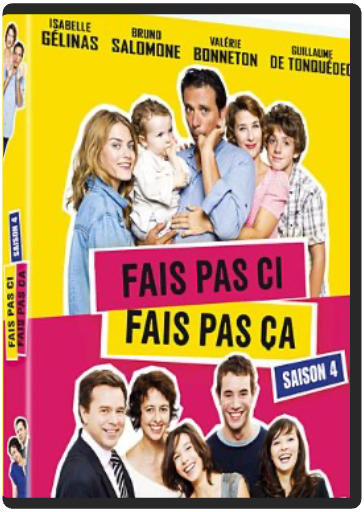 ISABELLE
GÉLINAS
BRUNO
SALOMONE
VALÉRIE
BONNETON
GUILLAUME
DE TONQUÉDEC
FAIS PAS CI
FAIS PAS ÇA
SAISON 4
SAISON 4
FAIS PAS CI
FAIS PAS ÇA